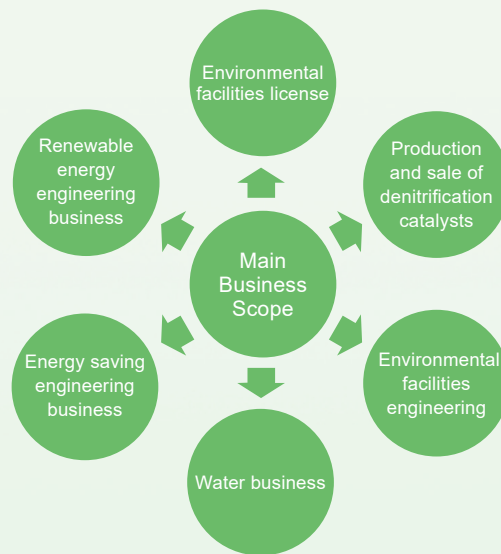 Environmental
facilities license
Renewable
energy
engineering
business
Production
and sale of
denitrification
catalysts
Main
Business
Scope
Energy saving
engineering
business
Environmental
facilities
engineering
Water business